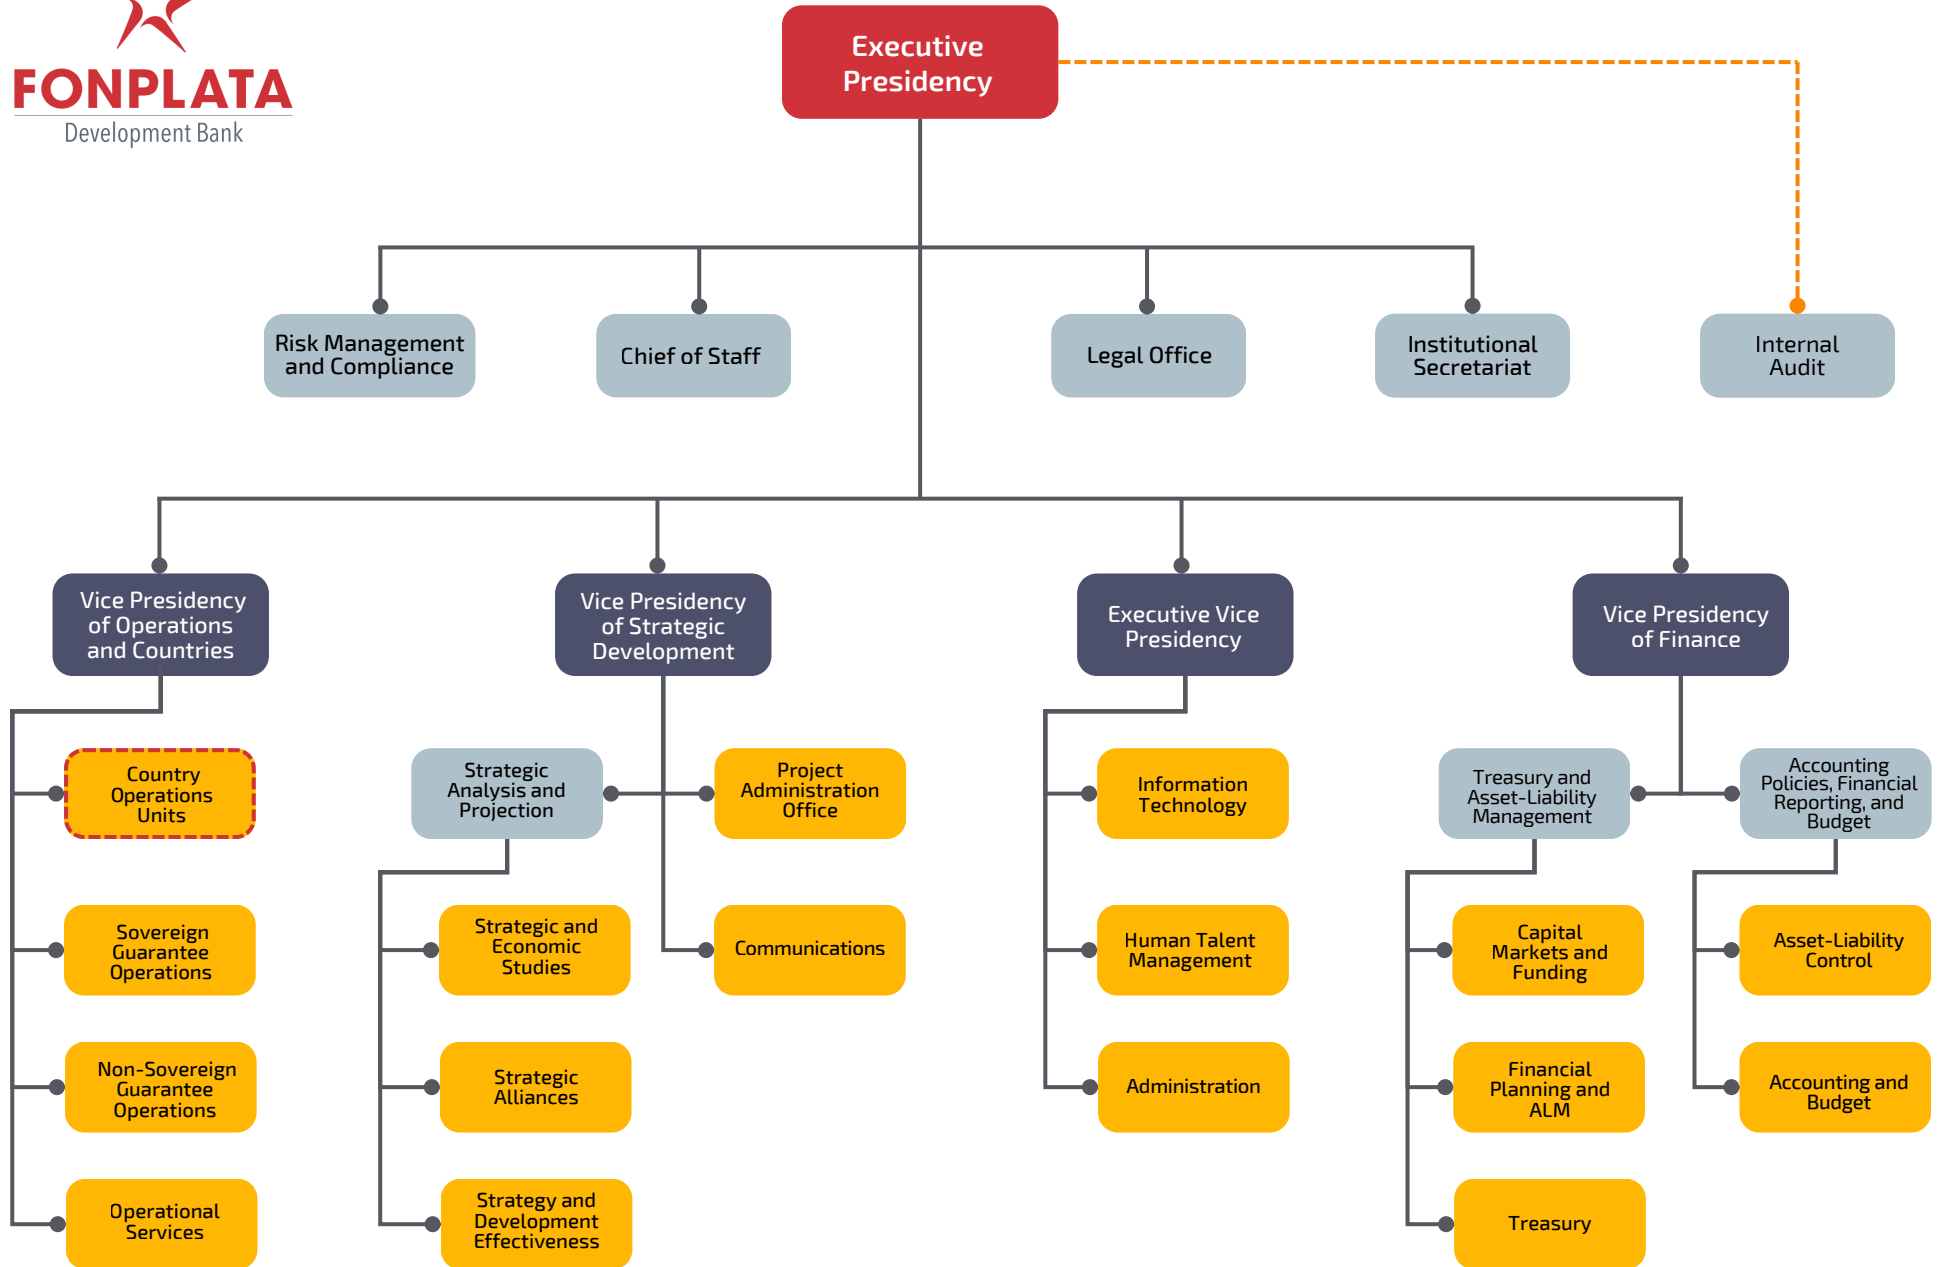 FONPLATA
Development Bank
Executive
Presidency
Risk Management
and Compliance
Chief of Staff
Legal Office
Institutional
Secretariat
Internal
Audit
Vice Presidency
of Operations
and Countries
Vice Presidency
of Strategic
Development
Executive Vice
Presidency
Vice Presidency
of Finance
Country
Operations
Units
Sovereign
Guarantee
Operations
Non-Sovereign
Guarantee
Operations
Operational
Services
Strategic
Analysis and
Projection
Project
Administration
Office
Strategic and
Economic
Studies
Communications
Strategic
Alliances
Strategy and
Development
Effectiveness
Information
Technology
Human Talent
Management
Administration
Treasury and
Asset-Liability
Management
Accounting
Policies, Financial
Reporting, and
Budget
Capital
Markets and
Funding
Financial
Planning and
ALM
Treasury
Asset-Liability
Control
Accounting and
Budget